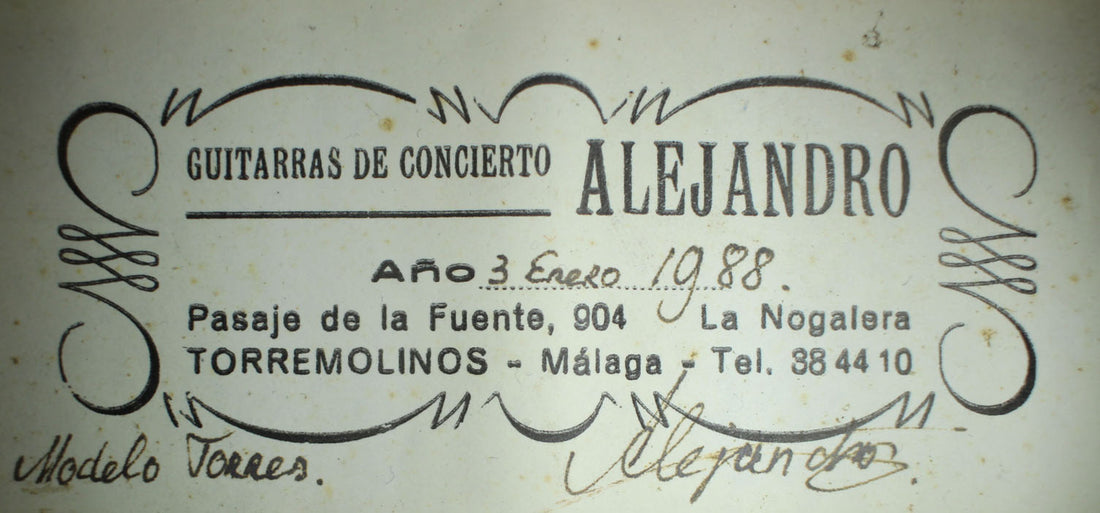 GUITARRAS DE CONCIERTO ALEJANDRO
Año 3 Enero 1988.
Pasaje de la Fuente, 904 La Nogalera
TORREMOLINOS - Málaga - Tel. 38 44 10
Modelo Torres. Alejandro.